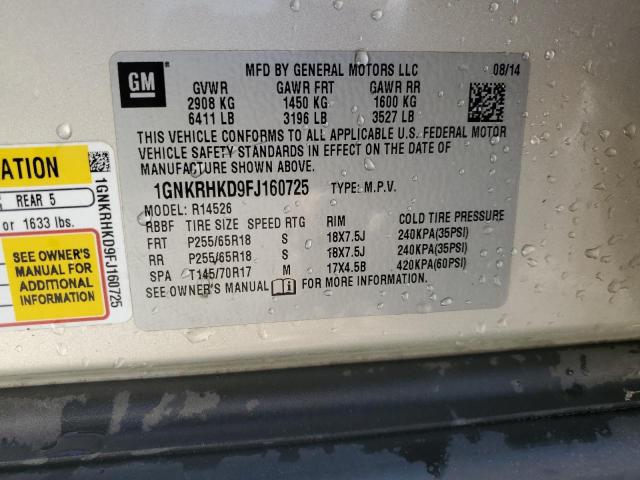 GM
MFD BY GENERAL MOTORS LLC 08/14
GVWR GAWR FRT GAWR RR
2908 KG 1450 KG 1600 KG
6411 LB 3196 LB 3527 LB
THIS VEHICLE CONFORMS TO ALL APPLICABLE U.S. FEDERAL MOTOR
VEHICLE SAFETY STANDARDS IN EFFECT ON THE DATE OF
MANUFACTURE SHOWN ABOVE.
1GNKRHKD9FJ160725 TYPE: M.P.V.
MODEL: R14526
RBBF TIRE SIZE SPEED RTG RIM COLD TIRE PRESSURE
FRT P255/65R18 S 18X7.5J 240KPA(35PSI)
RR P255/65R18 S 18X7.5J 240KPA(35PSI)
SPA T145/70R17 M 17X4.5B 420KPA(60PSI)
SEE OWNER'S MANUAL FOR MORE INFORMATION.
ATION
REAR 5
or 1633 lbs.
SEE OWNER'S
MANUAL FOR
ADDITIONAL
INFORMATION
1GNKRHKD9FJ160725